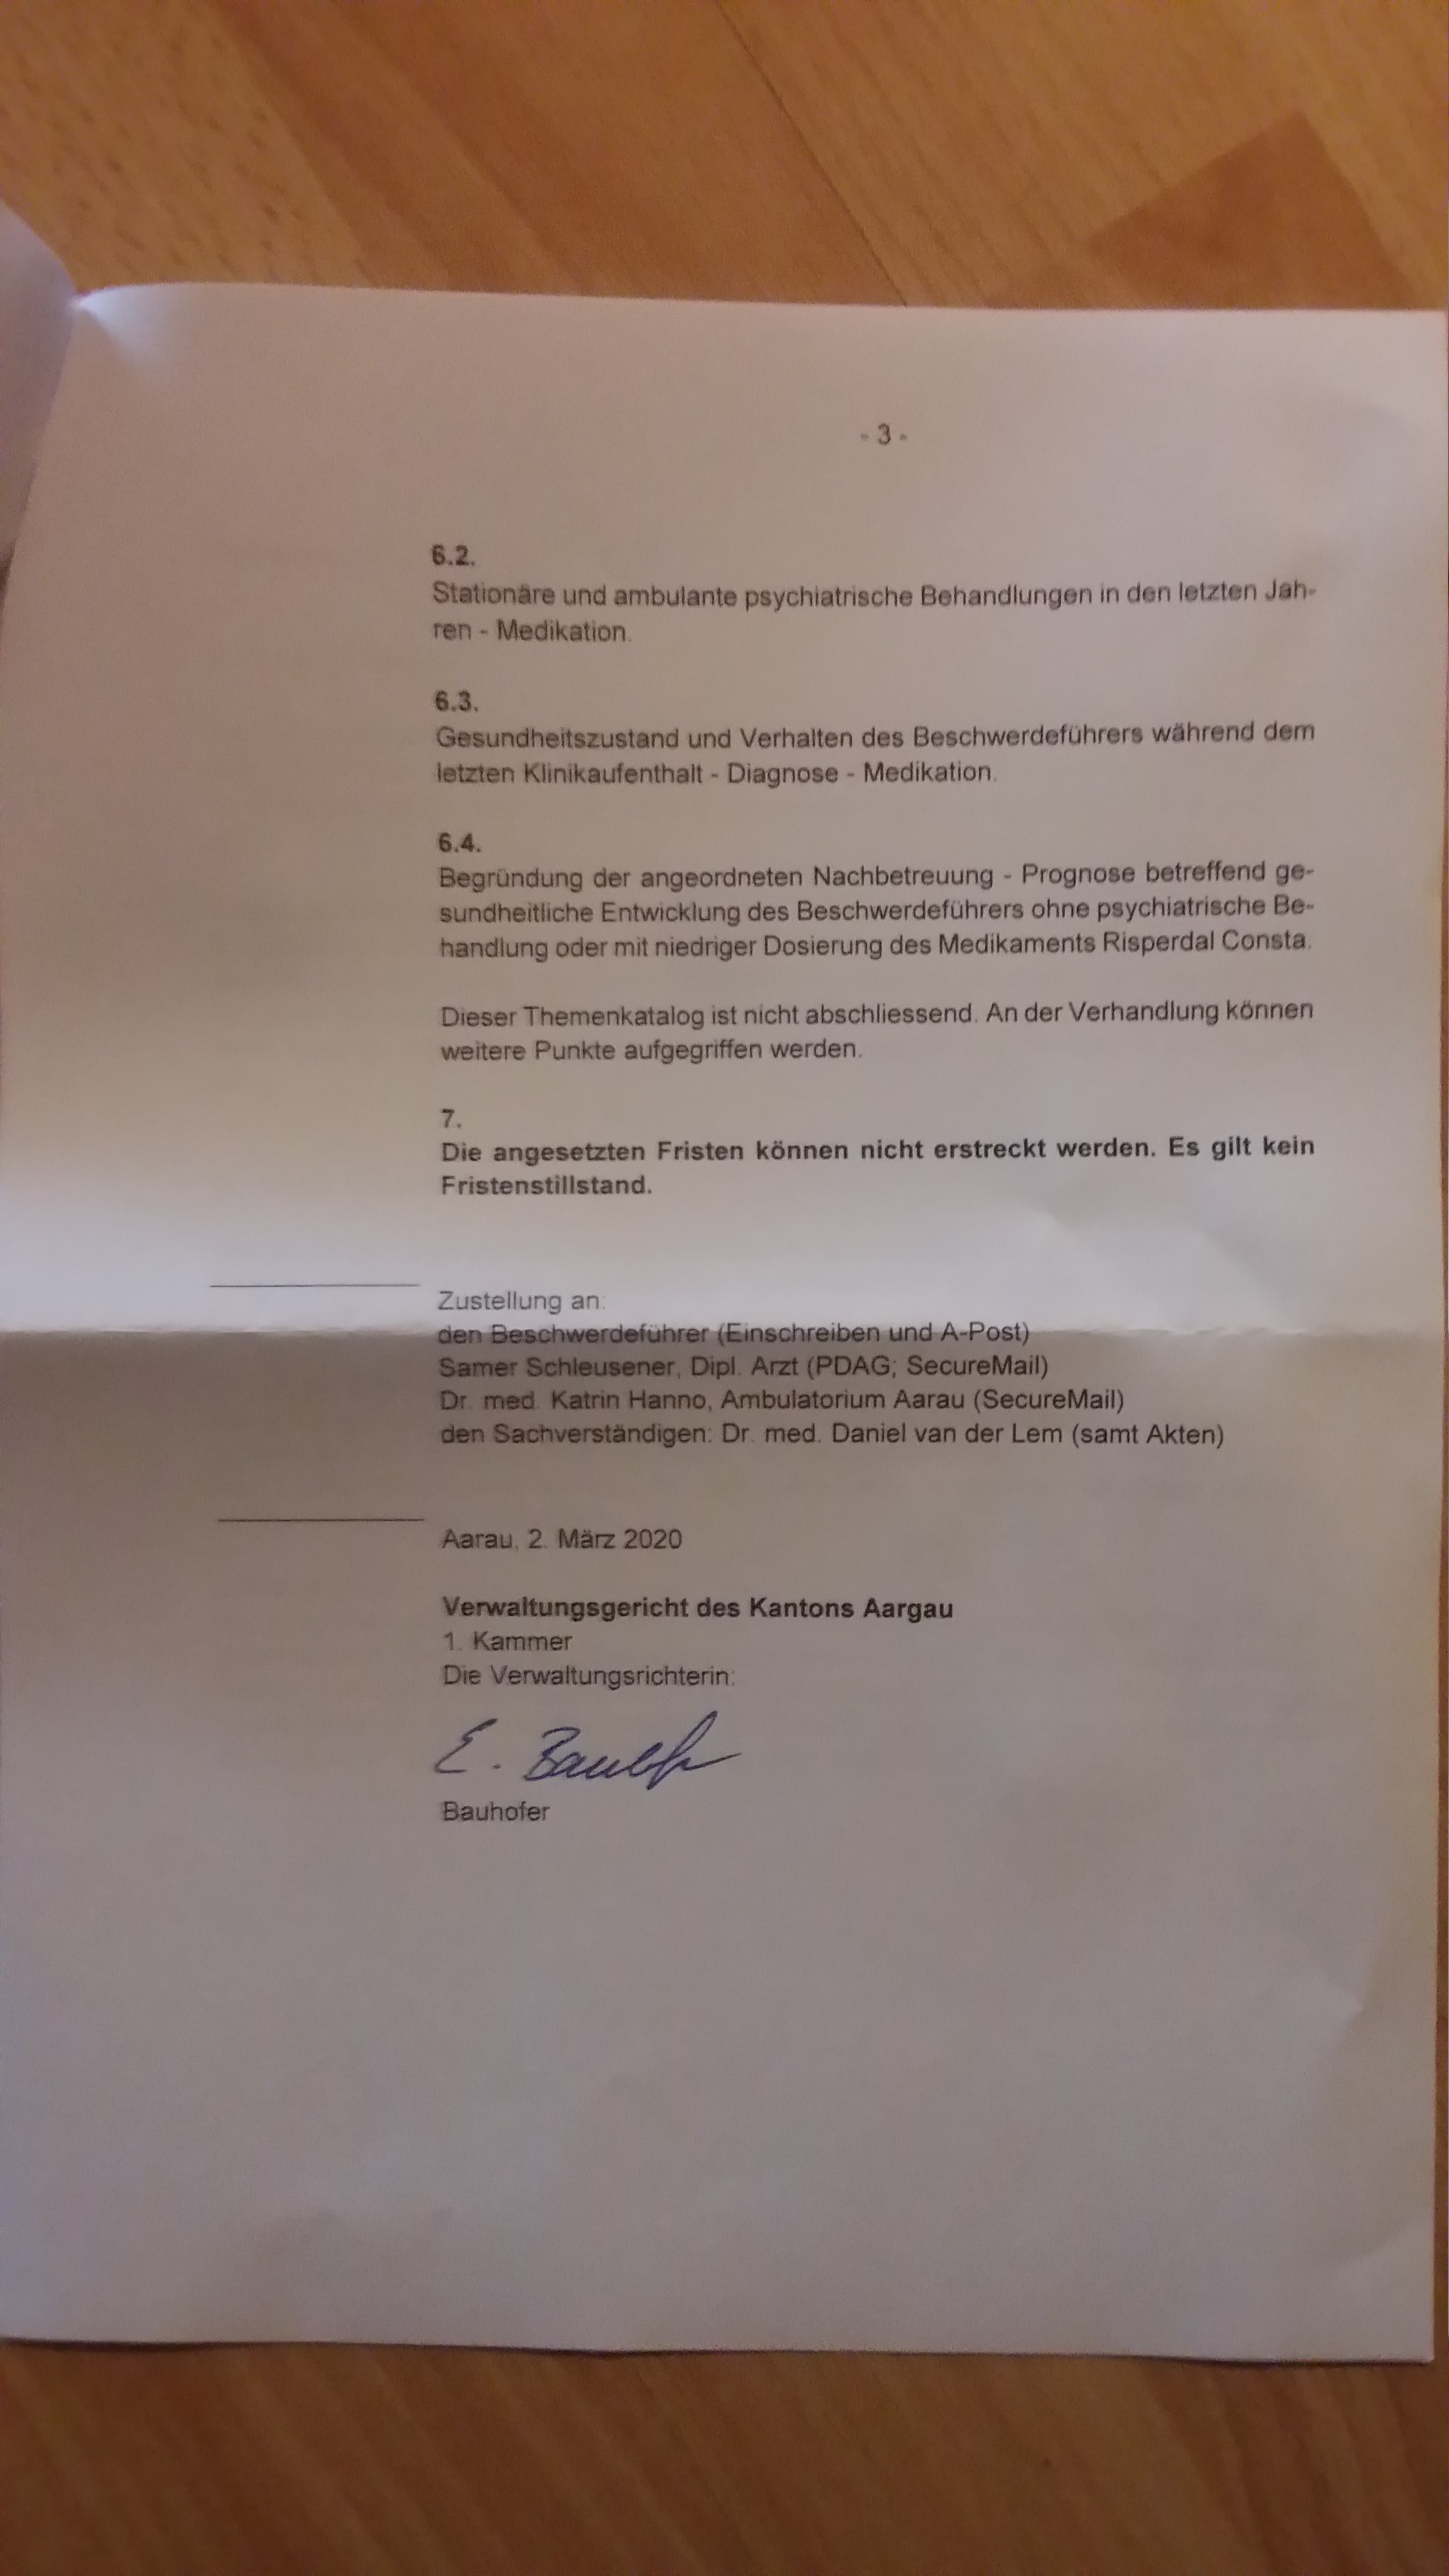 - 3 -
6.2.
Stationäre und ambulante psychiatrische Behandlungen in den letzten Jah-
ren - Medikation.
6.3.
Gesundheitszustand und Verhalten des Beschwerdeführers während dem
letzten Klinikaufenthalt - Diagnose - Medikation.
6.4.
Begründung der angeordneten Nachbetreuung - Prognose betreffend ge-
sundheitliche Entwicklung des Beschwerdeführers ohne psychiatrische Be-
handlung oder mit niedriger Dosierung des Medikaments Risperdal Consta.
Dieser Themenkatalog ist nicht abschliessend. An der Verhandlung können
weitere Punkte aufgegriffen werden.
7.
Die angesetzten Fristen können nicht erstreckt werden. Es gilt kein
Fristenstillstand.
Zustellung an:
den Beschwerdeführer (Einschreiben und A-Post)
Samer Schleusener, Dipl. Arzt (PDAG; SecureMail)
Dr. med. Katrin Hanno, Ambulatorium Aarau (SecureMail)
den Sachverständigen: Dr. med. Daniel van der Lem (samt Akten)
Aarau, 2. März 2020
Verwaltungsgericht des Kantons Aargau
1. Kammer
Die Verwaltungsrichterin:
E. Bauhofer
Bauhofer